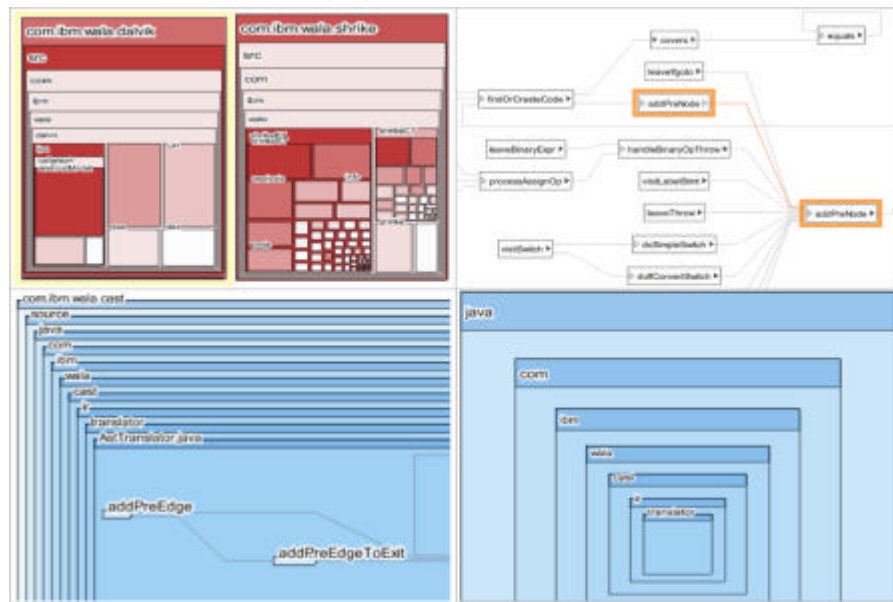 com.ibm.wala.dalvik
src
com
ibm
wala
dalvik
com.ibm.wala.shrike
src
com
ibm
wala
info
covers
equals
findOrCreateCode
addPreNode
leaveBinaryExpr
handleBinaryOpThrow
processAssignOp
visitLabelStmt
leaveThrow
addPreNode
visitSwitch
doSimpleSwitch
doIfConvertSwitch
com.ibm.wala.cast
source
java
com
ibm
wala
cast
ir
translator
AstTranslator.java
addPreEdge
addPreEdgeToExit
java
com
ibm
wala
cast
ir
translator